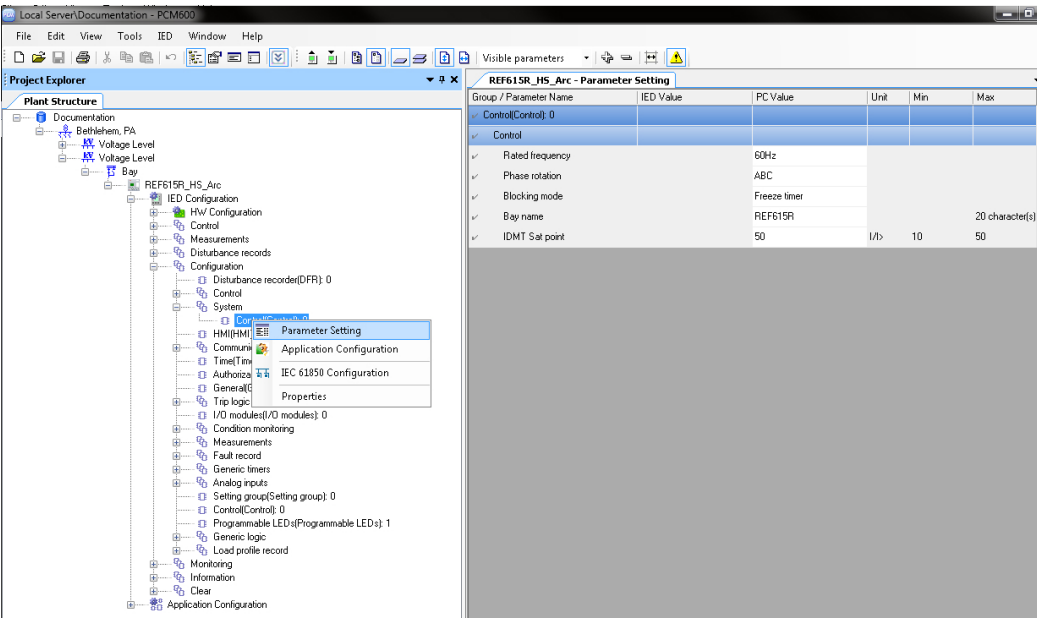 Local Server\Documentation - PCM600
File Edit View Tools IED Window Help
Visible parameters
Project Explorer
Plant Structure
Documentation
Bethlehem, PA
Voltage Level
Voltage Level
Bay
REF615R_HS_Arc
IED Configuration
HW Configuration
Control
Measurements
Disturbance records
Configuration
Disturbance recorder(DFR): 0
Control
System
Control(Control): 0
HMI(HMI
Communi
Time(Tim
Authoriza
General(G
Trip logic
I/O modules(I/O modules): 0
Condition monitoring
Measurements
Fault record
Generic timers
Analog inputs
Setting group(Setting group): 0
Control(Control): 0
Programmable LEDs(Programmable LEDs): 1
Generic logic
Load profile record
Monitoring
Information
Clear
Application Configuration
Parameter Setting
Application Configuration
IEC 61850 Configuration
Properties
REF615R_HS_Arc - Parameter Setting
Group / Parameter Name IED Value PC Value Unit Min Max
Control(Control): 0
Control
Rated frequency 60Hz
Phase rotation ABC
Blocking mode Freeze timer
Bay name REF615R 20 character(s)
IDMT Sat point 50 I/I> 10 50